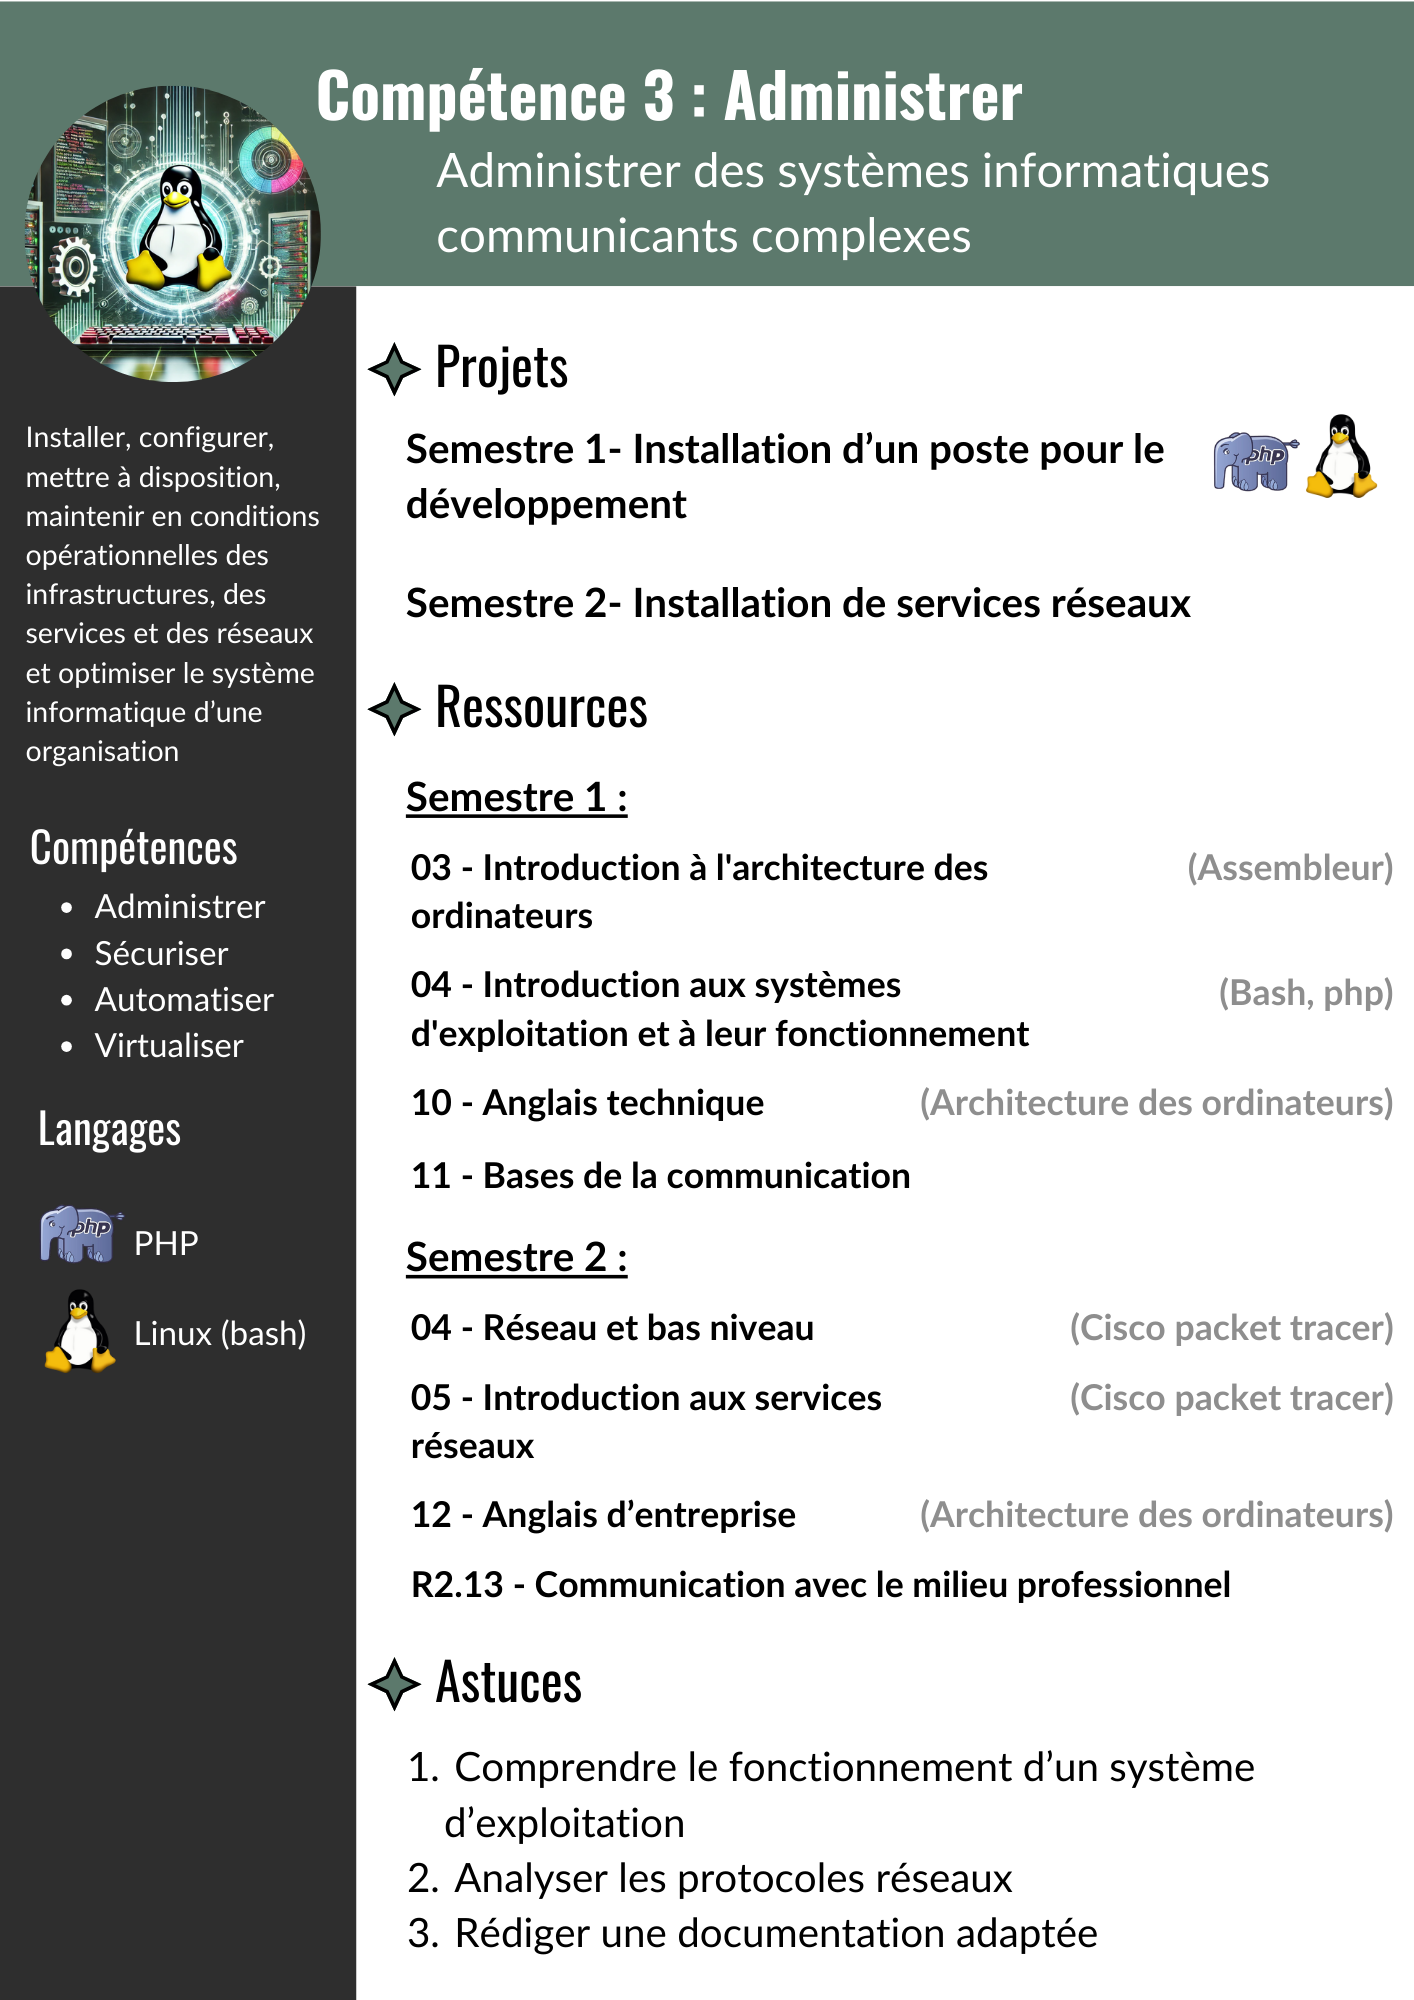 Compétence 3 : Administrer
Administrer des systèmes informatiques
communicants complexes
Installer, configurer,
mettre à disposition,
maintenir en conditions
opérationnelles des
infrastructures, des
services et des réseaux
et optimiser le système
informatique d’une
organisation
Compétences
• Administrer
• Sécuriser
• Automatiser
• Virtualiser
Langages
php PHP
Linux (bash)
Projets
Semestre 1- Installation d’un poste pour le
développement
php
Semestre 2- Installation de services réseaux
Ressources
Semestre 1 :
03 - Introduction à l'architecture des (Assembleur)
ordinateurs
04 - Introduction aux systèmes (Bash, php)
d'exploitation et à leur fonctionnement
10 - Anglais technique (Architecture des ordinateurs)
11 - Bases de la communication
Semestre 2 :
04 - Réseau et bas niveau (Cisco packet tracer)
05 - Introduction aux services (Cisco packet tracer)
réseaux
12 - Anglais d’entreprise (Architecture des ordinateurs)
R2.13 - Communication avec le milieu professionnel
Astuces
1. Comprendre le fonctionnement d’un système
d’exploitation
2. Analyser les protocoles réseaux
3. Rédiger une documentation adaptée